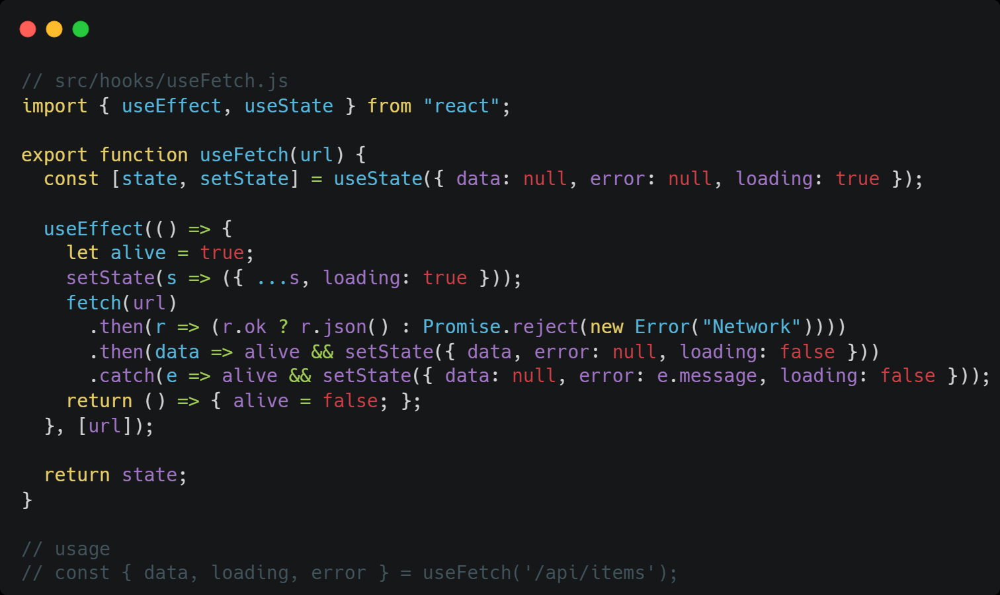 // src/hooks/useFetch.js
import { useEffect, useState } from "react";

export function useFetch(url) {
  const [state, setState] = useState({ data: null, error: null, loading: true });

  useEffect(() => {
    let alive = true;
    setState(s => ({ ...s, loading: true }));
    fetch(url)
      .then(r => (r.ok ? r.json() : Promise.reject(new Error("Network"))))
      .then(data => alive && setState({ data, error: null, loading: false }))
      .catch(e => alive && setState({ data: null, error: e.message, loading: false }));
    return () => { alive = false; };
  }, [url]);

  return state;
}

// usage
// const { data, loading, error } = useFetch('/api/items');